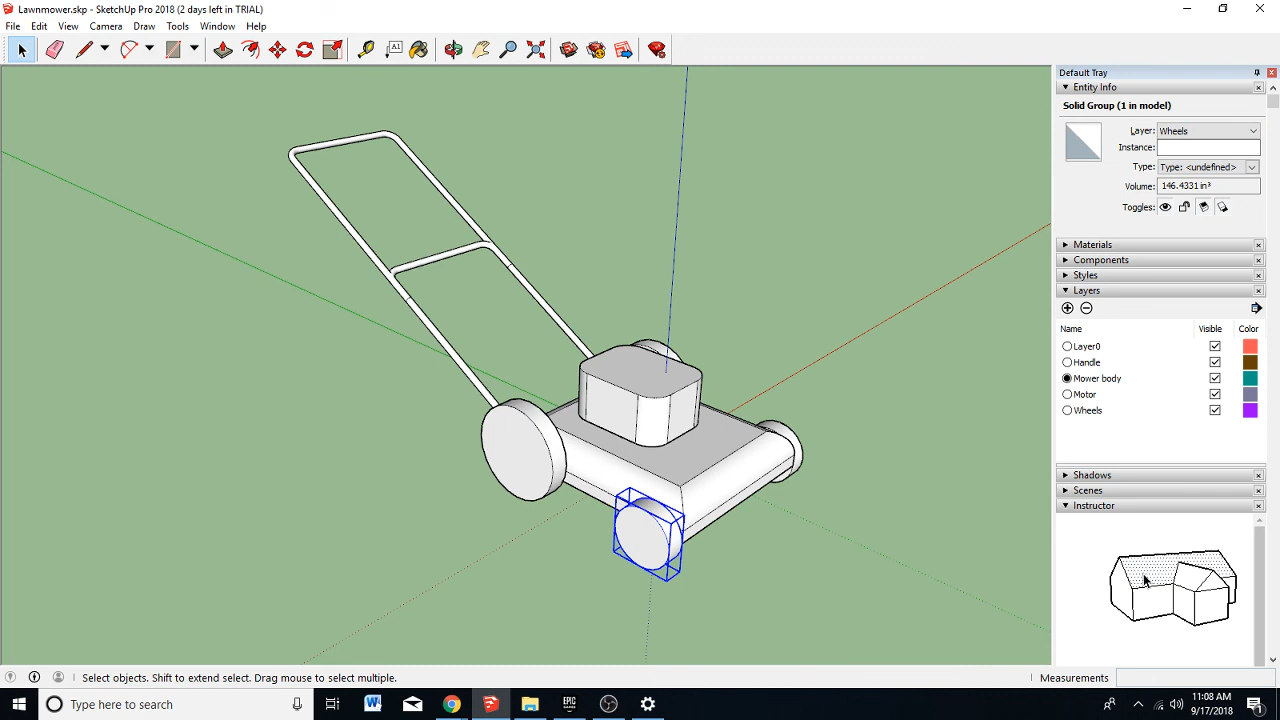 Lawnmower.skp - SketchUp Pro 2018 (2 days left in TRIAL)
File Edit View Camera Draw Tools Window Help
A1
Default Tray
Entity Info
Solid Group (1 in model)
Layer: Wheels
Instance:
Type: Type: <undefined>
Volume: 146.4331 in³
Toggles:
Materials
Components
Styles
Layers
Name Visible Color
Layer0
Handle
Mower body
Motor
Wheels
Shadows
Scenes
Instructor
Select objects. Shift to extend select. Drag mouse to select multiple.
Measurements
Type here to search
W
EPIC GAMES
11:08 AM
9/17/2018
1